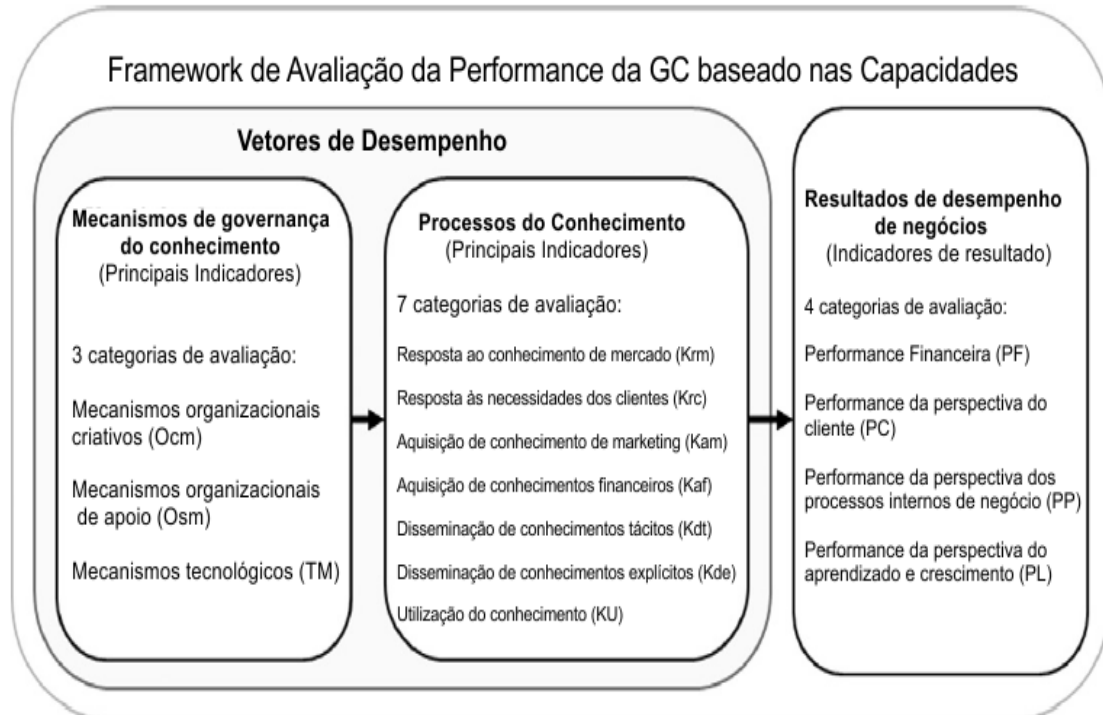 Framework de Avaliação da Performance da GC baseado nas Capacidades
Vetores de Desempenho
Mecanismos de governança
do conhecimento
(Principais Indicadores)
3 categorias de avaliação:
Mecanismos organizacionais
criativos (Ocm)
Mecanismos organizacionais
de apoio (Osm)
Mecanismos tecnológicos (TM)
Processos do Conhecimento
(Principais Indicadores)
7 categorias de avaliação:
Resposta ao conhecimento de mercado (Krm)
Resposta às necessidades dos clientes (Krc)
Aquisição de conhecimento de marketing (Kam)
Aquisição de conhecimentos financeiros (Kaf)
Disseminação de conhecimentos tácitos (Kdt)
Disseminação de conhecimentos explícitos (Kde)
Utilização do conhecimento (KU)
Resultados de desempenho
de negócios
(Indicadores de resultado)
4 categorias de avaliação:
Performance Financeira (PF)
Performance da perspectiva do
cliente (PC)
Performance da perspectiva dos
processos internos de negócio (PP)
Performance da perspectiva do
aprendizado e crescimento (PL)